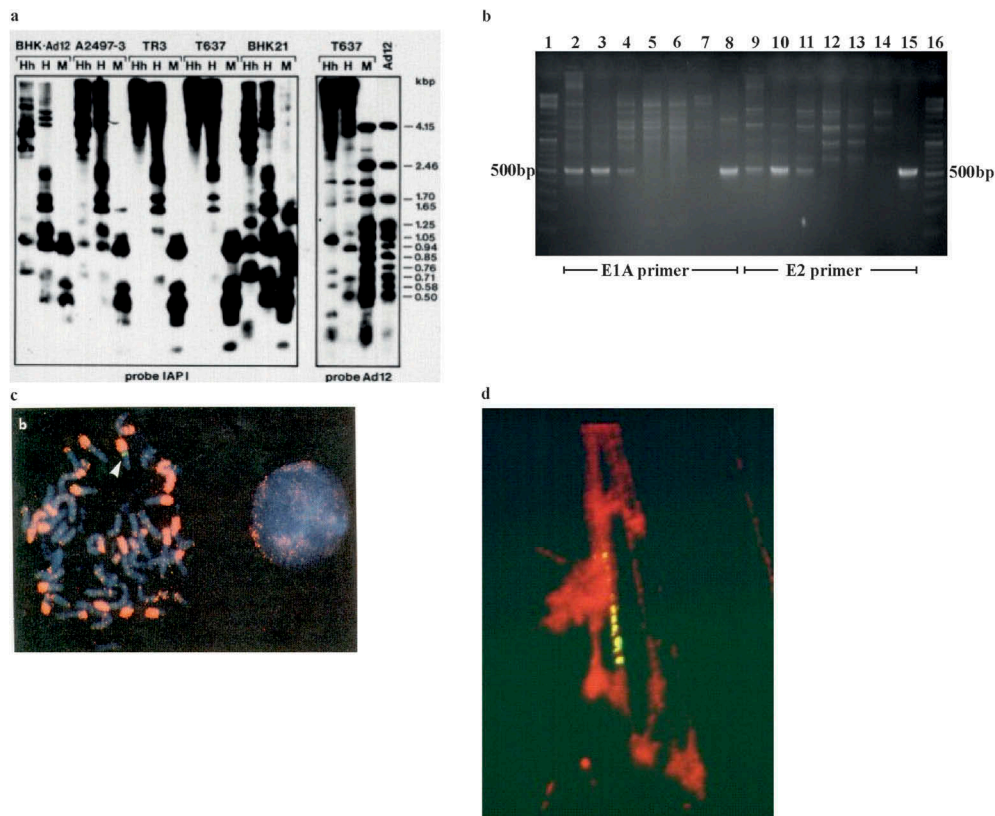 a
BHK-Ad12 A2497-3 TR3 T637 BHK21 T637 Ad12
Hh H M Hh H M Hh H M Hh H M Hh H M Hh H M
kbp
4.15
2.46
1.70
1.65
1.25
1.05
0.94
0.85
0.76
0.71
0.58
0.50
probe IAP I probe Ad12
b
1 2 3 4 5 6 7 8 9 10 11 12 13 14 15 16
500bp 500bp
E1A primer E2 primer
c
b
d